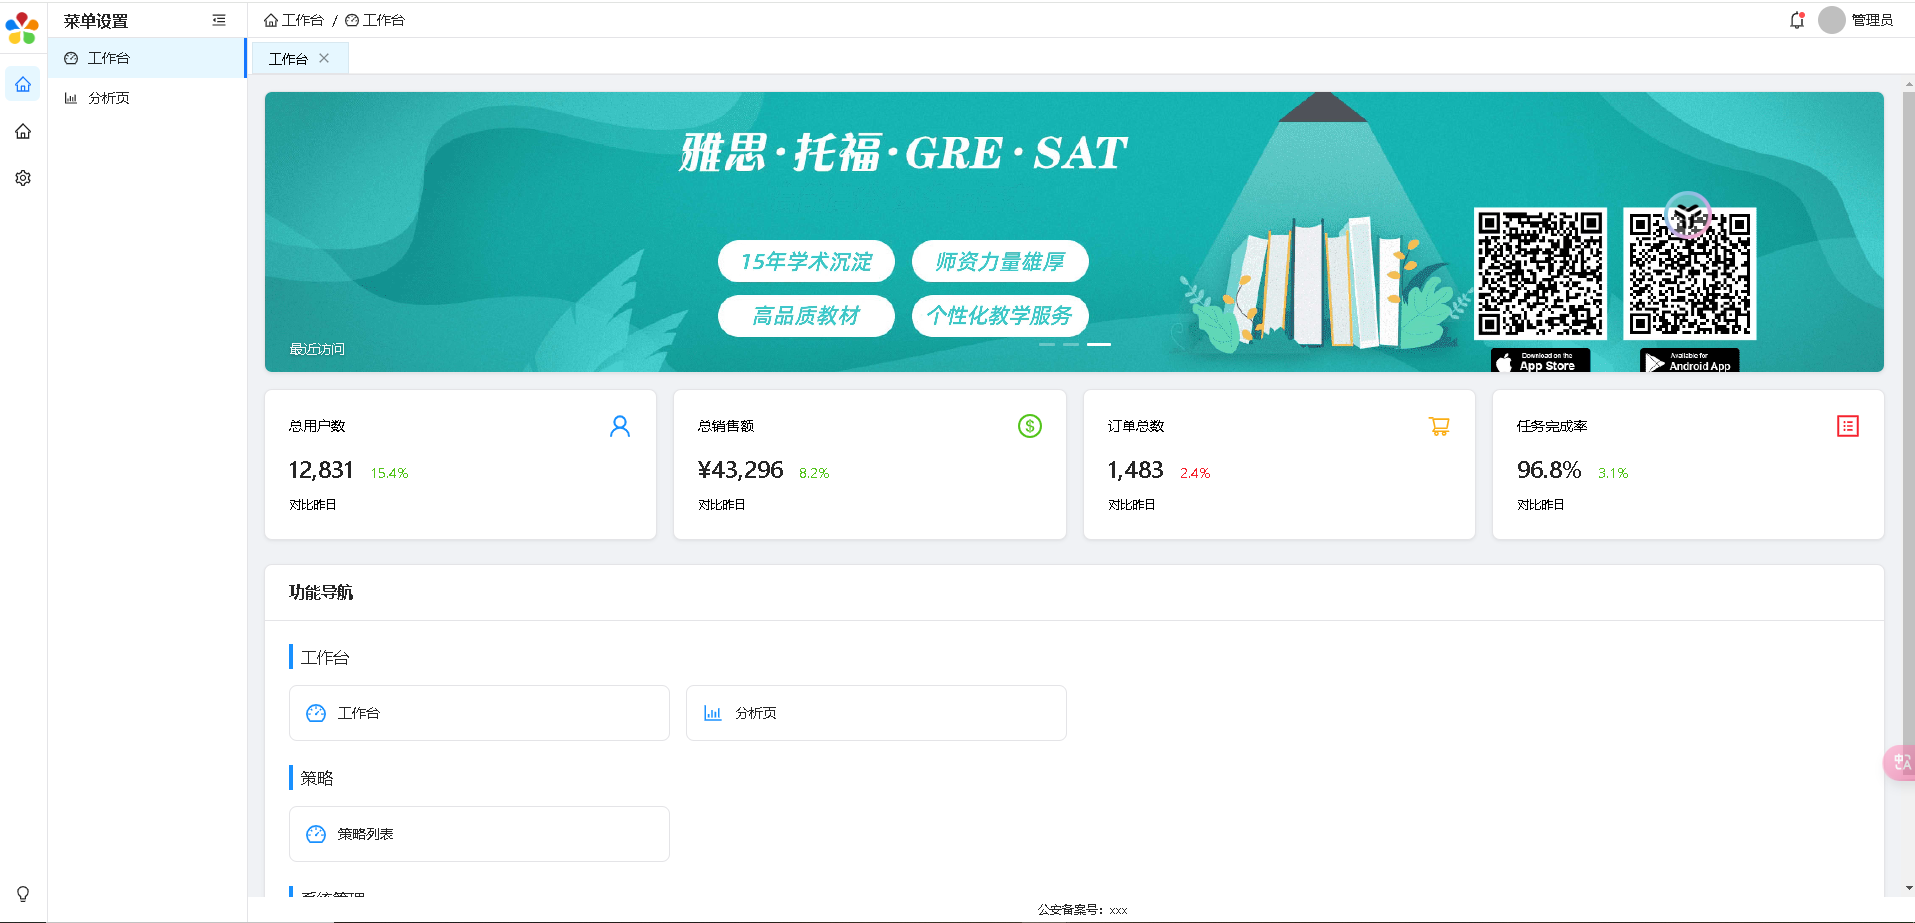 菜单设置
工作台 / 工作台
管理员
工作台
分析页
工作台
雅思·托福·GRE·SAT
15年学术沉淀
师资力量雄厚
高品质教材
个性化教学服务
最近访问
Download on the
App Store
Available for
Android App
总用户数
12,831 15.4%
对比昨日
总销售额
¥43,296 8.2%
对比昨日
订单总数
1,483 2.4%
对比昨日
任务完成率
96.8% 3.1%
对比昨日
功能导航
工作台
工作台
分析页
策略
策略列表
系统管理
公安备案号：xxx